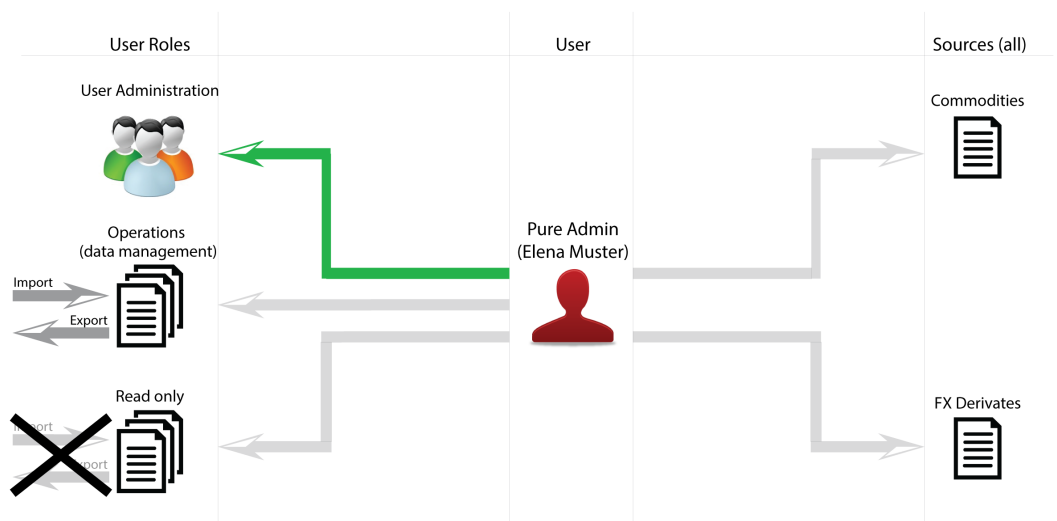 User Roles
User
Sources (all)
User Administration
Commodities
Operations
(data management)
Import
Export
Pure Admin
(Elena Muster)
Read only
FX Derivates